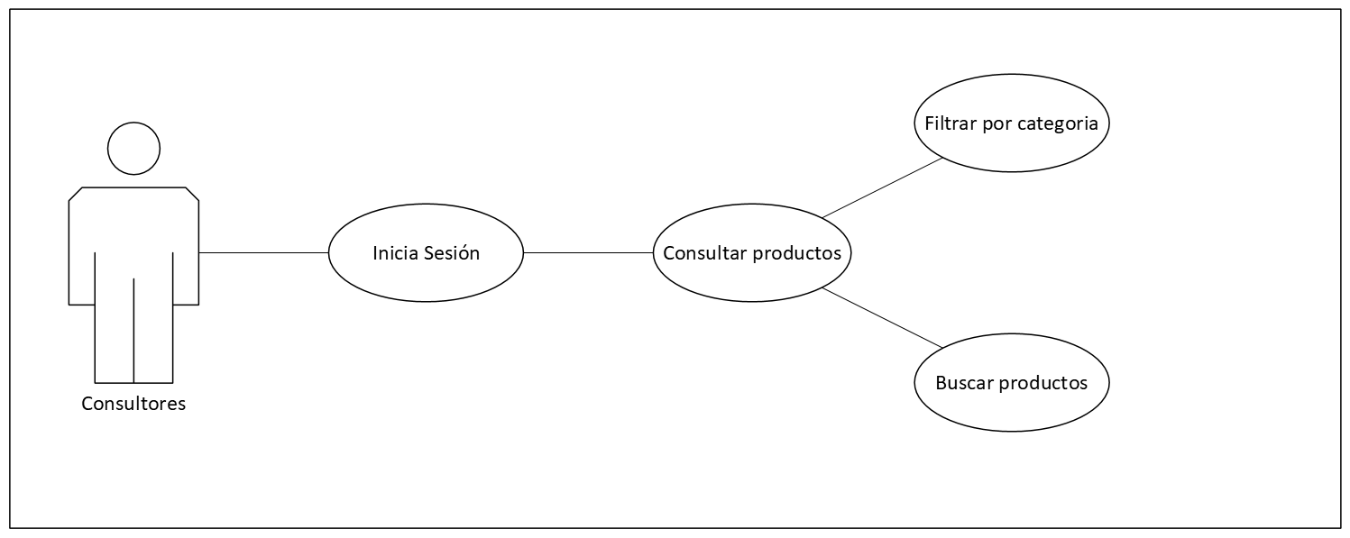 Filtrar por categoria
Inicia Sesión
Consultar productos
Buscar productos
Consultores